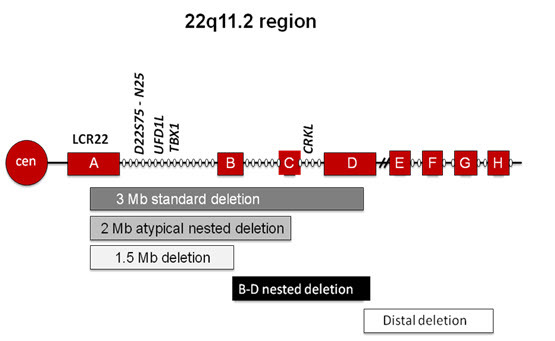 22q11.2 region
D22S75 - N25
UFD1L
TBX1
CRKL
LCR22
cen
A
B
C
D
E
F
G
H
3 Mb standard deletion
2 Mb atypical nested deletion
1.5 Mb deletion
B-D nested deletion
Distal deletion